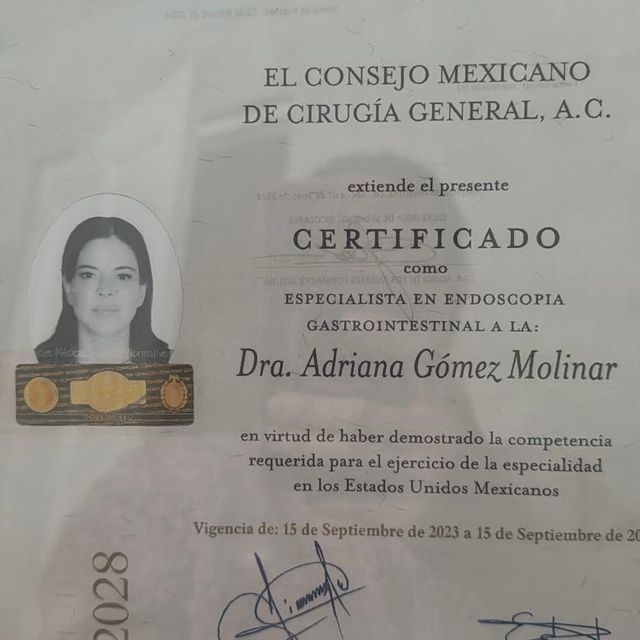 EL CONSEJO MEXICANO
DE CIRUGÍA GENERAL, A.C.
extiende el presente
CERTIFICADO
como
ESPECIALISTA EN ENDOSCOPIA
GASTROINTESTINAL A LA:
Dra. Adriana Gómez Molinar
en virtud de haber demostrado la competencia
requerida para el ejercicio de la especialidad
en los Estados Unidos Mexicanos
Vigencia de: 15 de Septiembre de 2023 a 15 de Septiembre de 20
Normativo
2028